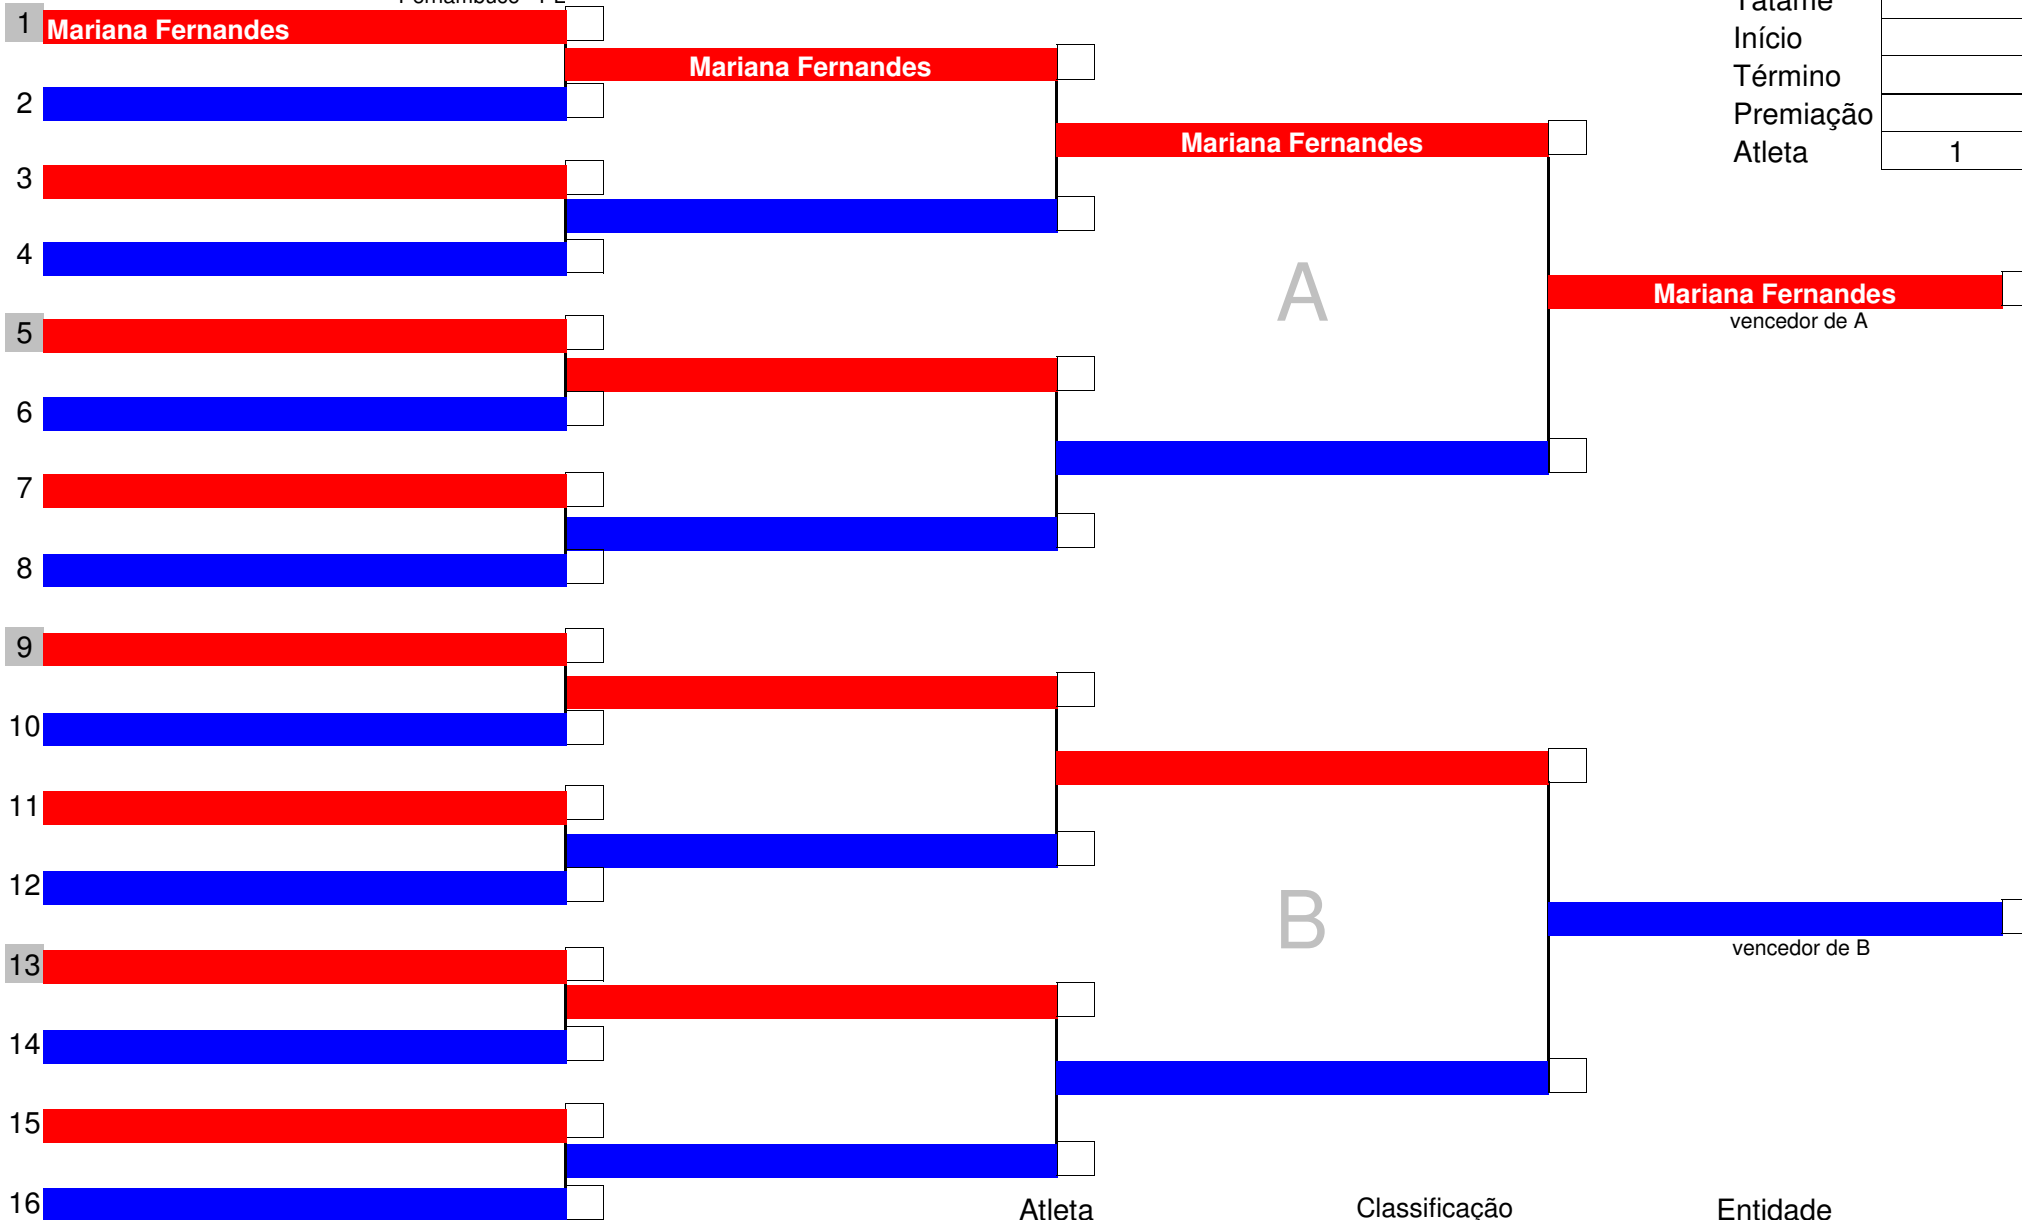 1 Mariana Fernandes
Mariana Fernandes
2
Mariana Fernandes
3
4
Mariana Fernandes
vencedor de A
A
5
6
7
8
9
10
11
12
B
vencedor de B
13
14
15
16
Tatame
Início
Término
Premiação
Atleta 1
Atleta Classificação Entidade